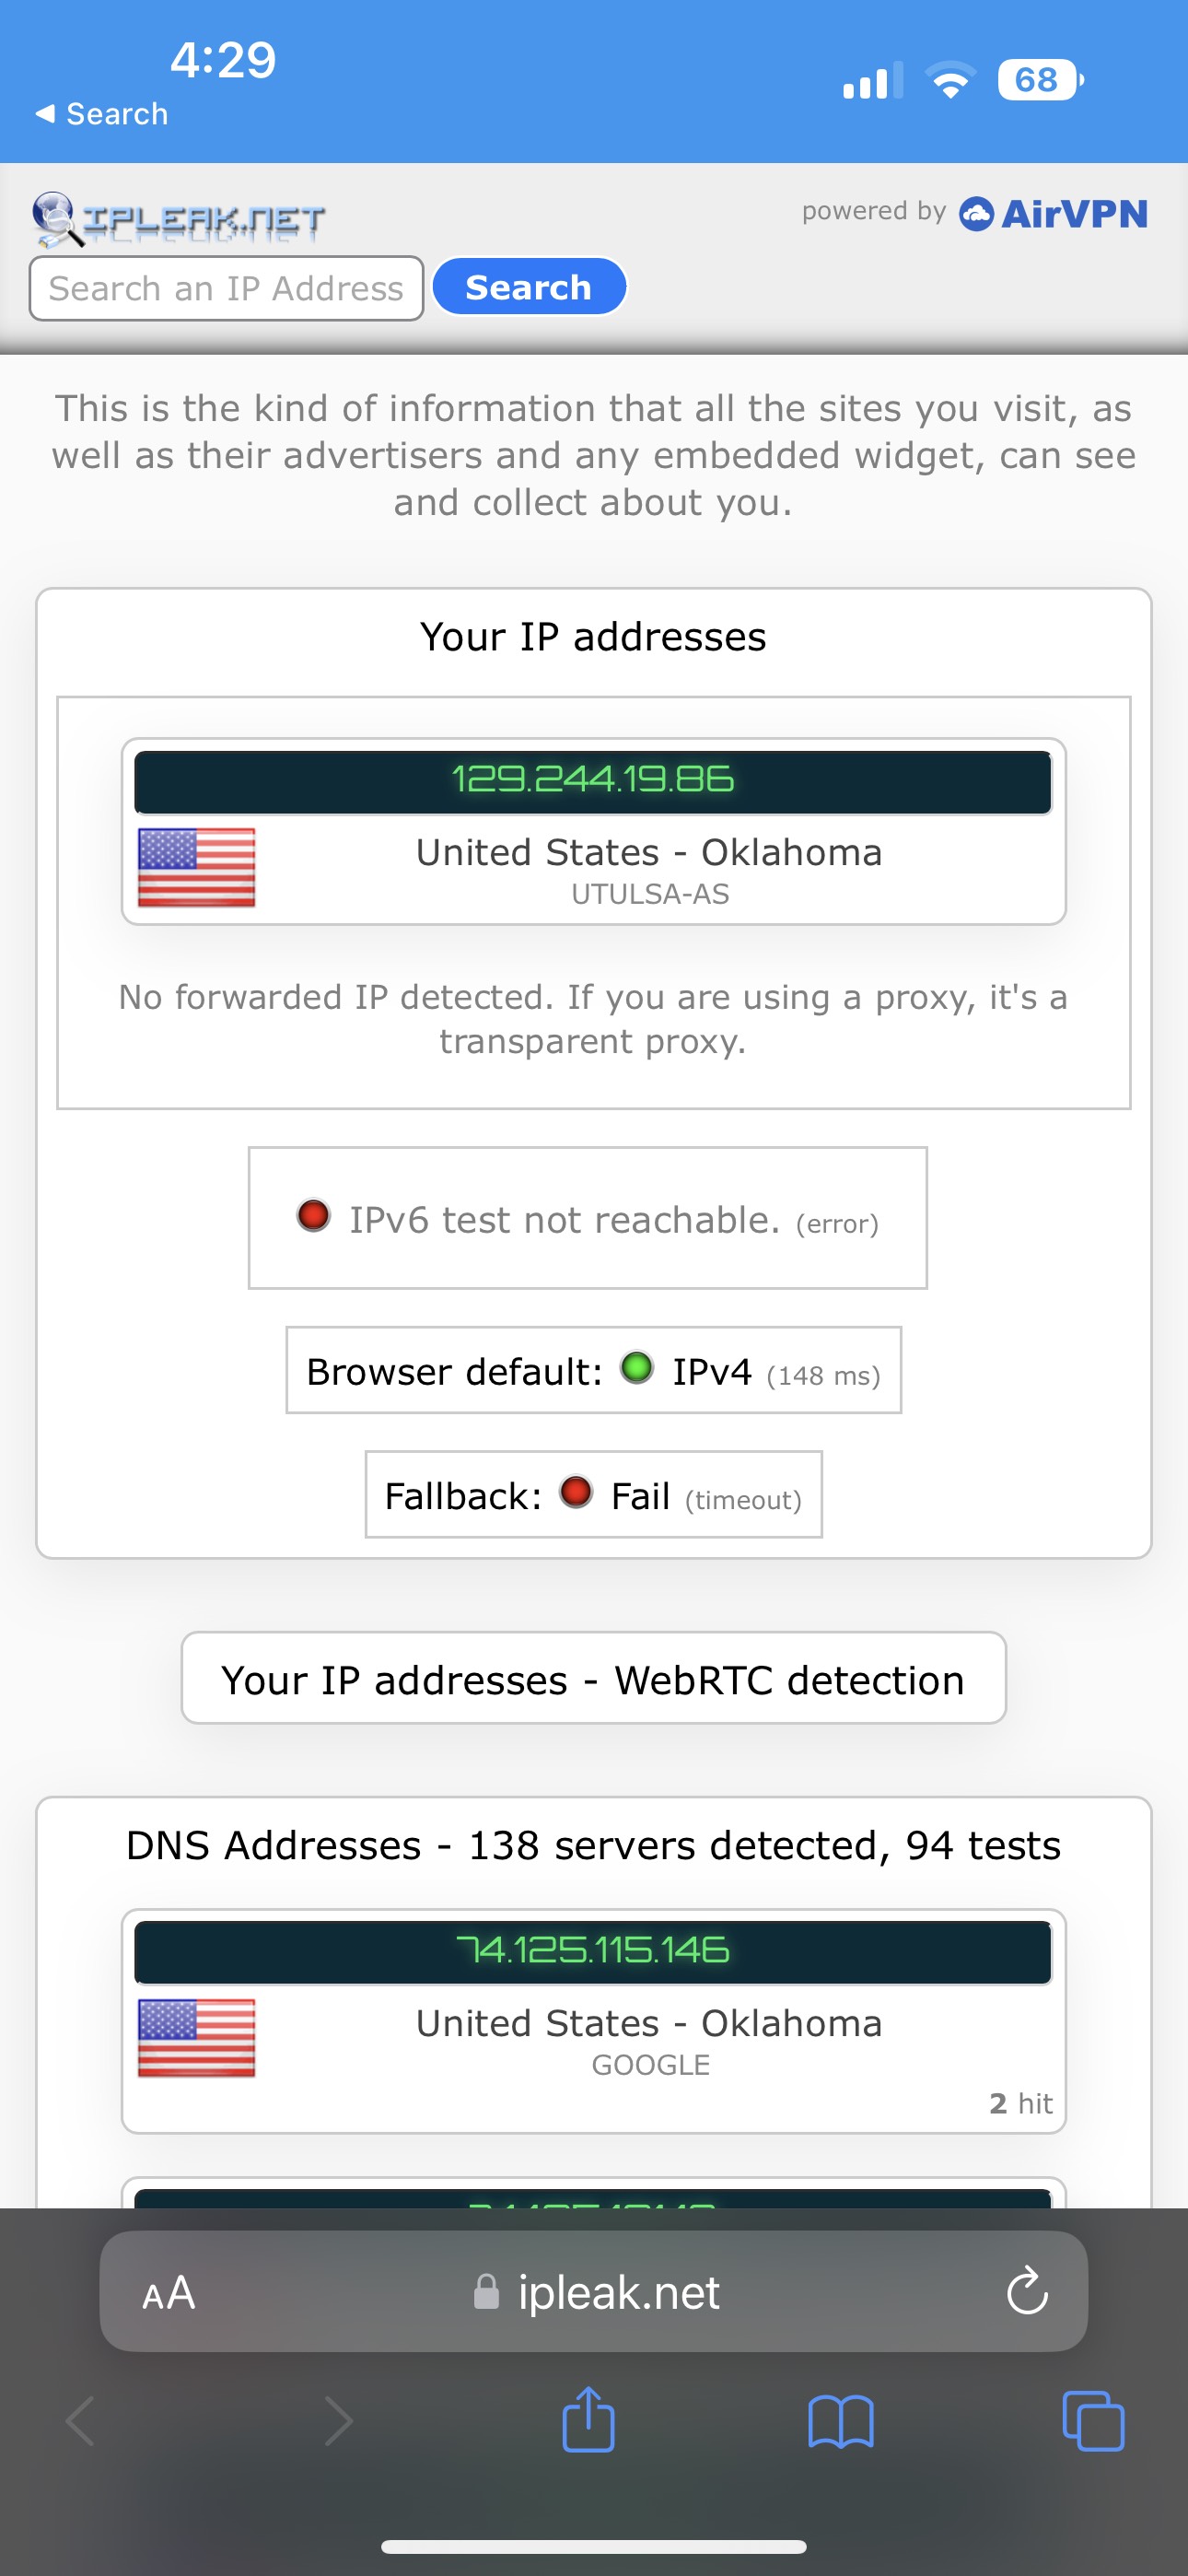 4:29
68
Search
IPLEAK.NET
powered by AirVPN
Search an IP Address
Search
This is the kind of information that all the sites you visit, as
well as their advertisers and any embedded widget, can see
and collect about you.
Your IP addresses
129.244.19.86
United States - Oklahoma
UTULSA-AS
No forwarded IP detected. If you are using a proxy, it's a
transparent proxy.
IPv6 test not reachable. (error)
Browser default: IPv4 (148 ms)
Fallback: Fail (timeout)
Your IP addresses - WebRTC detection
DNS Addresses - 138 servers detected, 94 tests
74.125.115.146
United States - Oklahoma
GOOGLE
2 hit
AA
ipleak.net